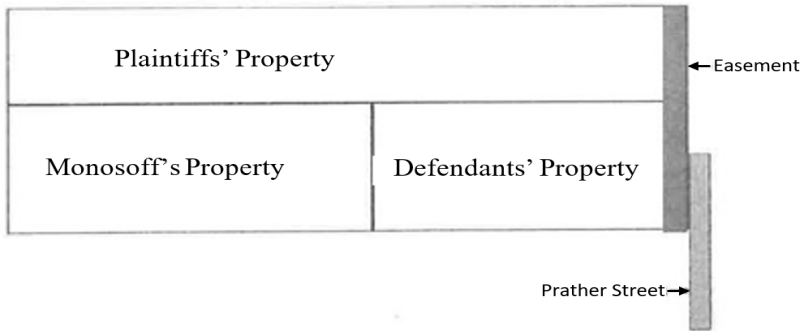 Plaintiffs’ Property
Easement
Monosoff’s Property
Defendants’ Property
Prather Street